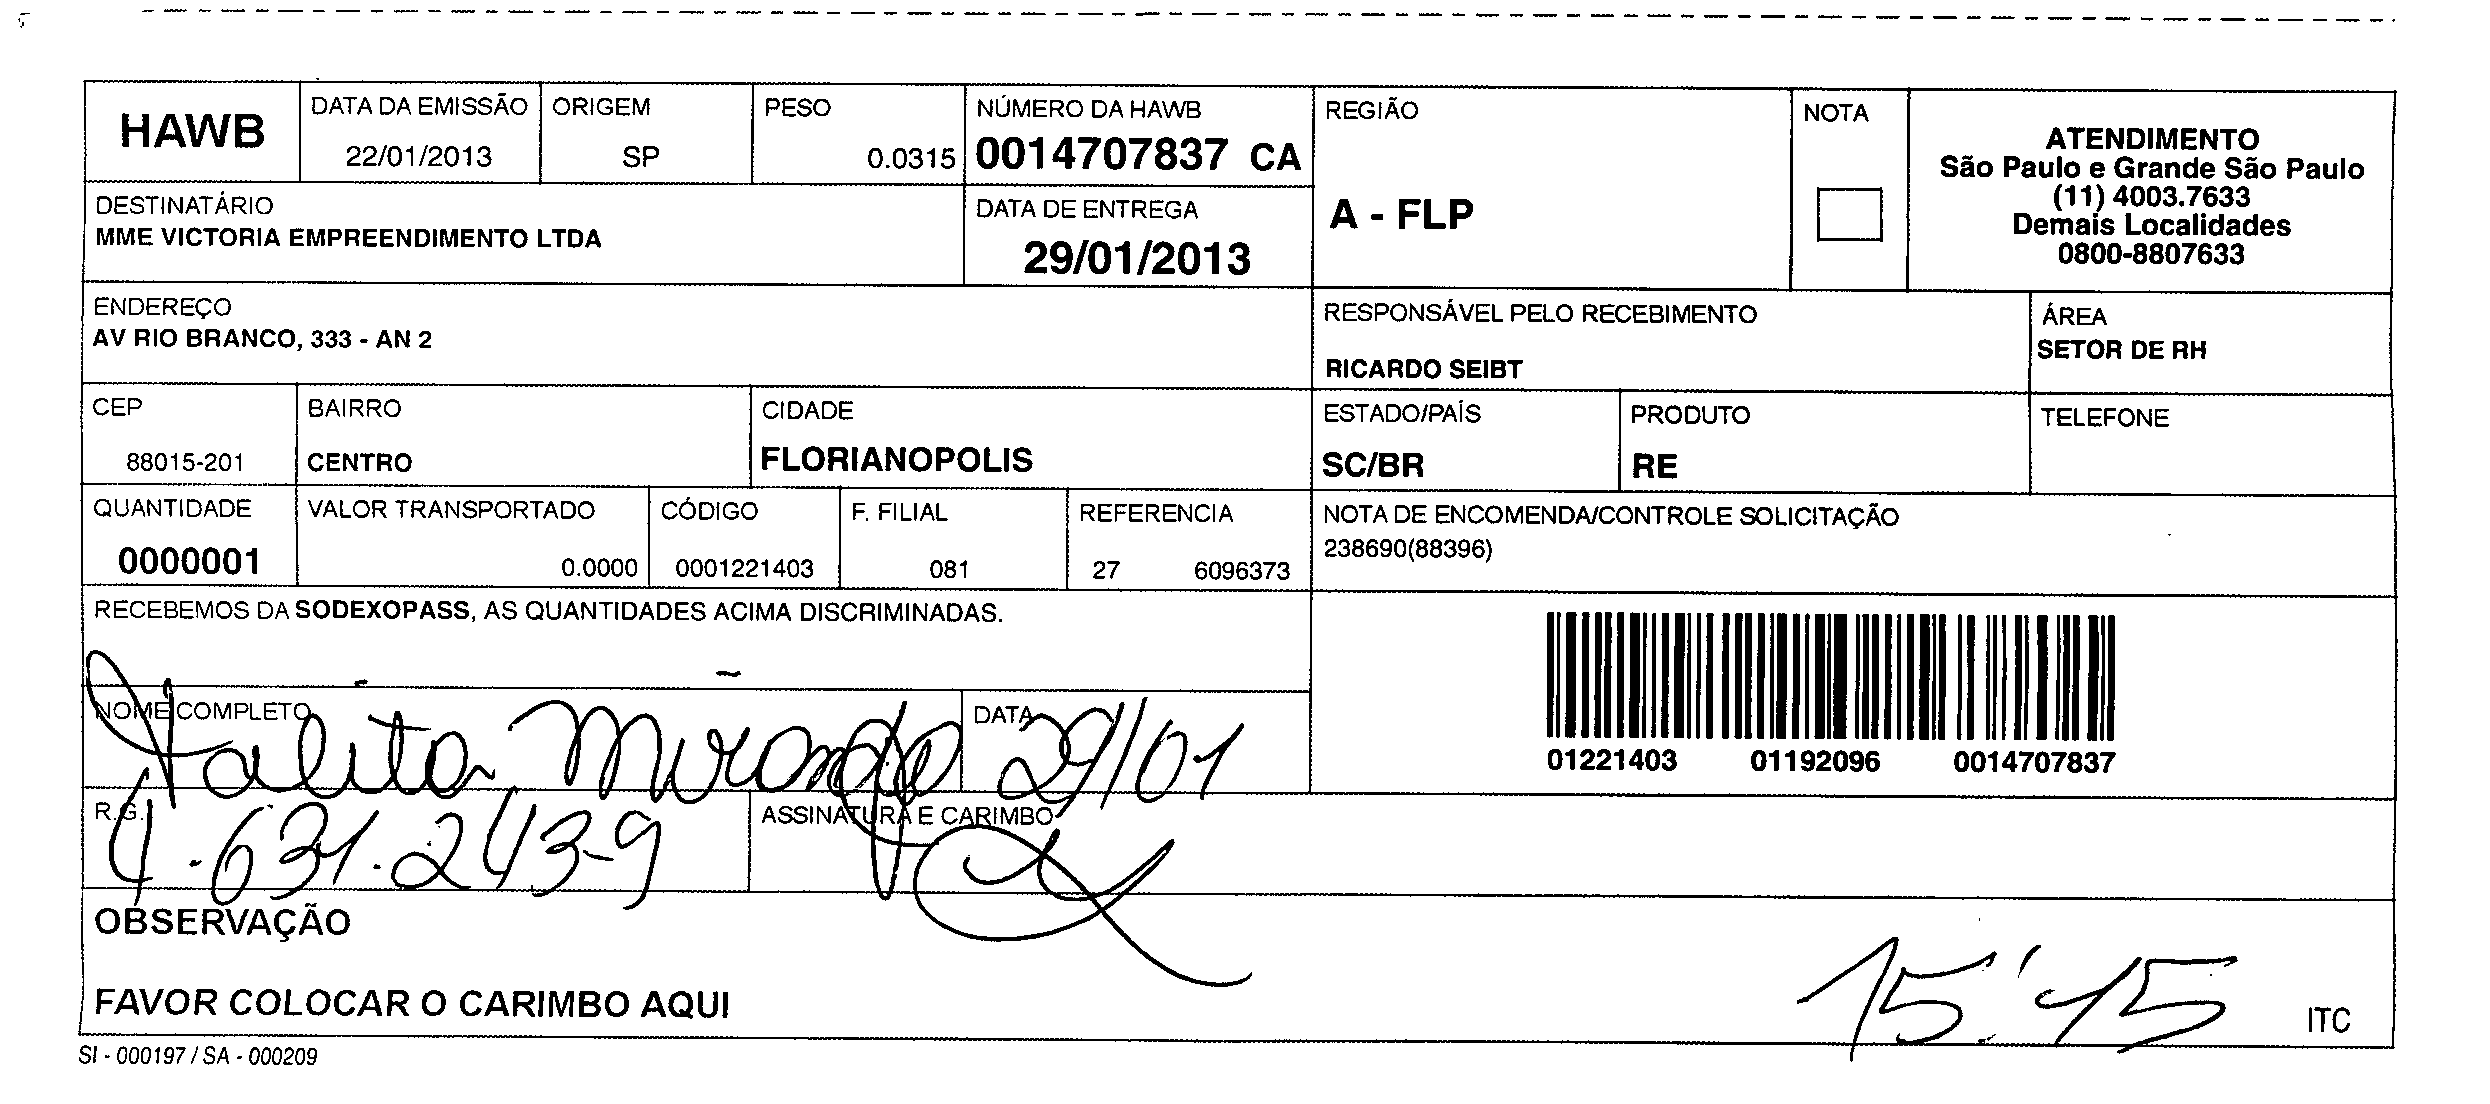 HAWB
DATA DA EMISSÃO
22/01/2013
ORIGEM
SP
PESO
0.0315
NÚMERO DA HAWB
0014707837 CA
REGIÃO
A - FLP
NOTA
ATENDIMENTO
São Paulo e Grande São Paulo
(11) 4003.7633
Demais Localidades
0800-8807633
DESTINATÁRIO
MME VICTORIA EMPREENDIMENTO LTDA
DATA DE ENTREGA
29/01/2013
ENDEREÇO
AV RIO BRANCO, 333 - AN 2
RESPONSÁVEL PELO RECEBIMENTO
RICARDO SEIBT
ÁREA
SETOR DE RH
CEP
88015-201
BAIRRO
CENTRO
CIDADE
FLORIANOPOLIS
ESTADO/PAÍS
SC/BR
PRODUTO
RE
TELEFONE
QUANTIDADE
0000001
VALOR TRANSPORTADO
0.0000
CÓDIGO
0001221403
F. FILIAL
081
REFERENCIA
27 6096373
NOTA DE ENCOMENDA/CONTROLE SOLICITAÇÃO
238690(88396)
RECEBEMOS DA SODEXOPASS, AS QUANTIDADES ACIMA DISCRIMINADAS.
01221403 01192096 0014707837
NOME COMPLETO
Talita Miranda
DATA
29/01
R.G.
4.631.243-9
ASSINATURA E CARIMBO
OBSERVAÇÃO
FAVOR COLOCAR O CARIMBO AQUI
15:15
ITC
SI - 000197 / SA - 000209